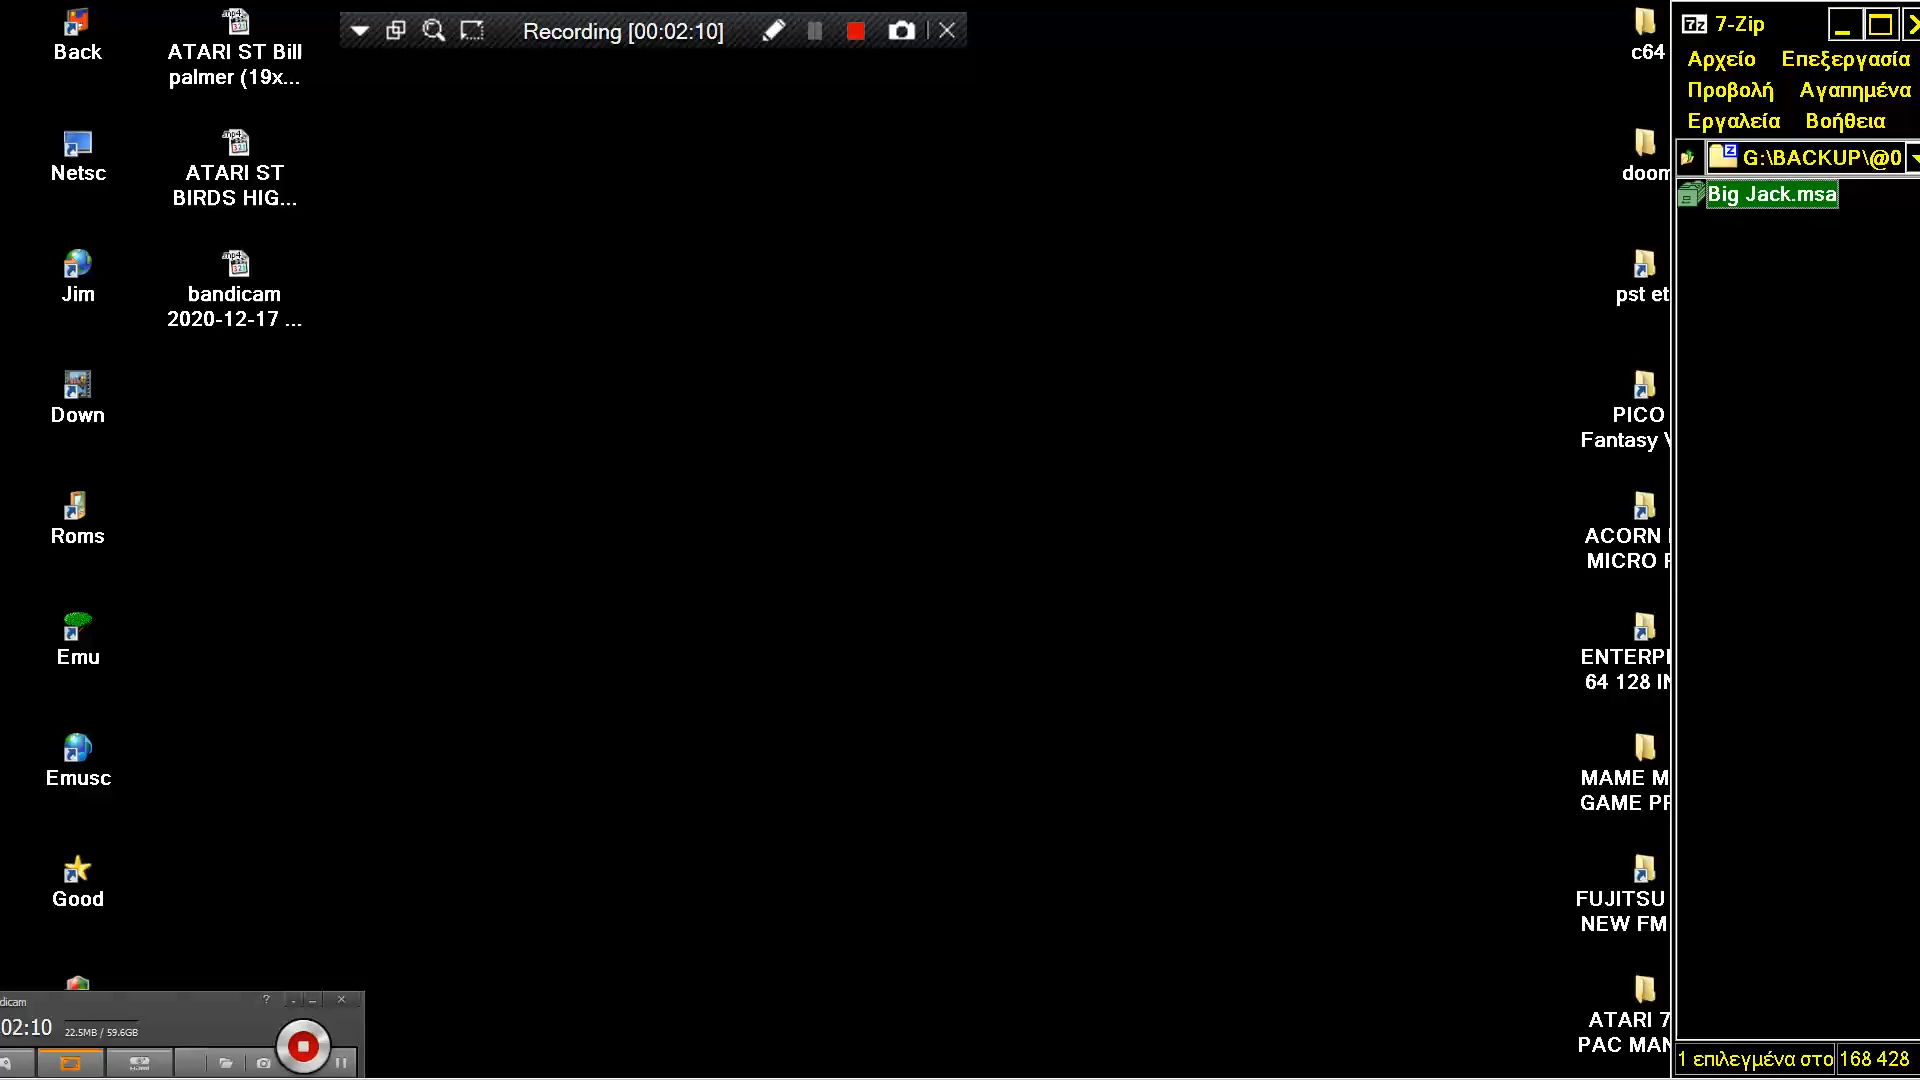 Back
ATARI ST Bill
palmer (19x...
Recording [00:02:10]
c64
7-Zip
Αρχείο Επεξεργασία
Προβολή Αγαπημένα
Εργαλεία Βοήθεια
G:\BACKUP\@0
Big Jack.msa
Netsc
ATARI ST
BIRDS HIG...
doom
Jim
bandicam
2020-12-17 ...
pst et
Down
PICO
Fantasy
Roms
ACORN
MICRO
Emu
ENTERP
64 128
Emusc
MAME M
GAME P
Good
FUJITSU
NEW FM
ATARI 7
PAC MAN
dicam
02:10
22.5MB / 59.6GB
1 επιλεγμένα στο
168 428